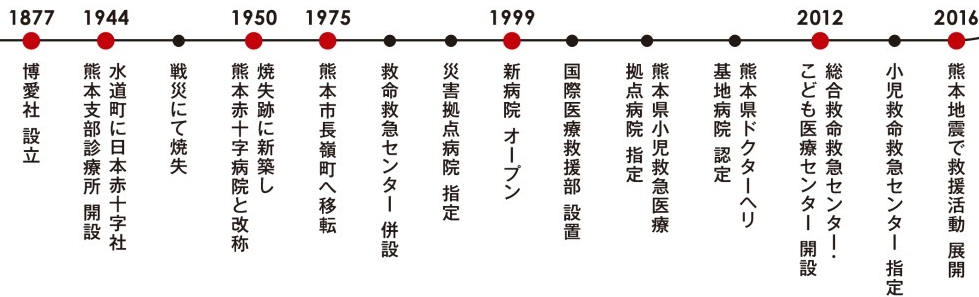 1877
博愛社 設立
1944
水道町に日本赤十字社
熊本支部診療所 開設
戦災にて焼失
1950
焼失跡に新築し
熊本赤十字病院と改称
1975
熊本市長嶺町へ移転
救命救急センター 併設
災害拠点病院 指定
1999
新病院 オープン
国際医療救援部 設置
熊本県小児救急医療
拠点病院 指定
熊本県ドクターヘリ
基地病院 認定
2012
総合救命救急センター・
こども医療センター 開設
小児救命救急センター 指定
2016
熊本地震で救援活動 展開